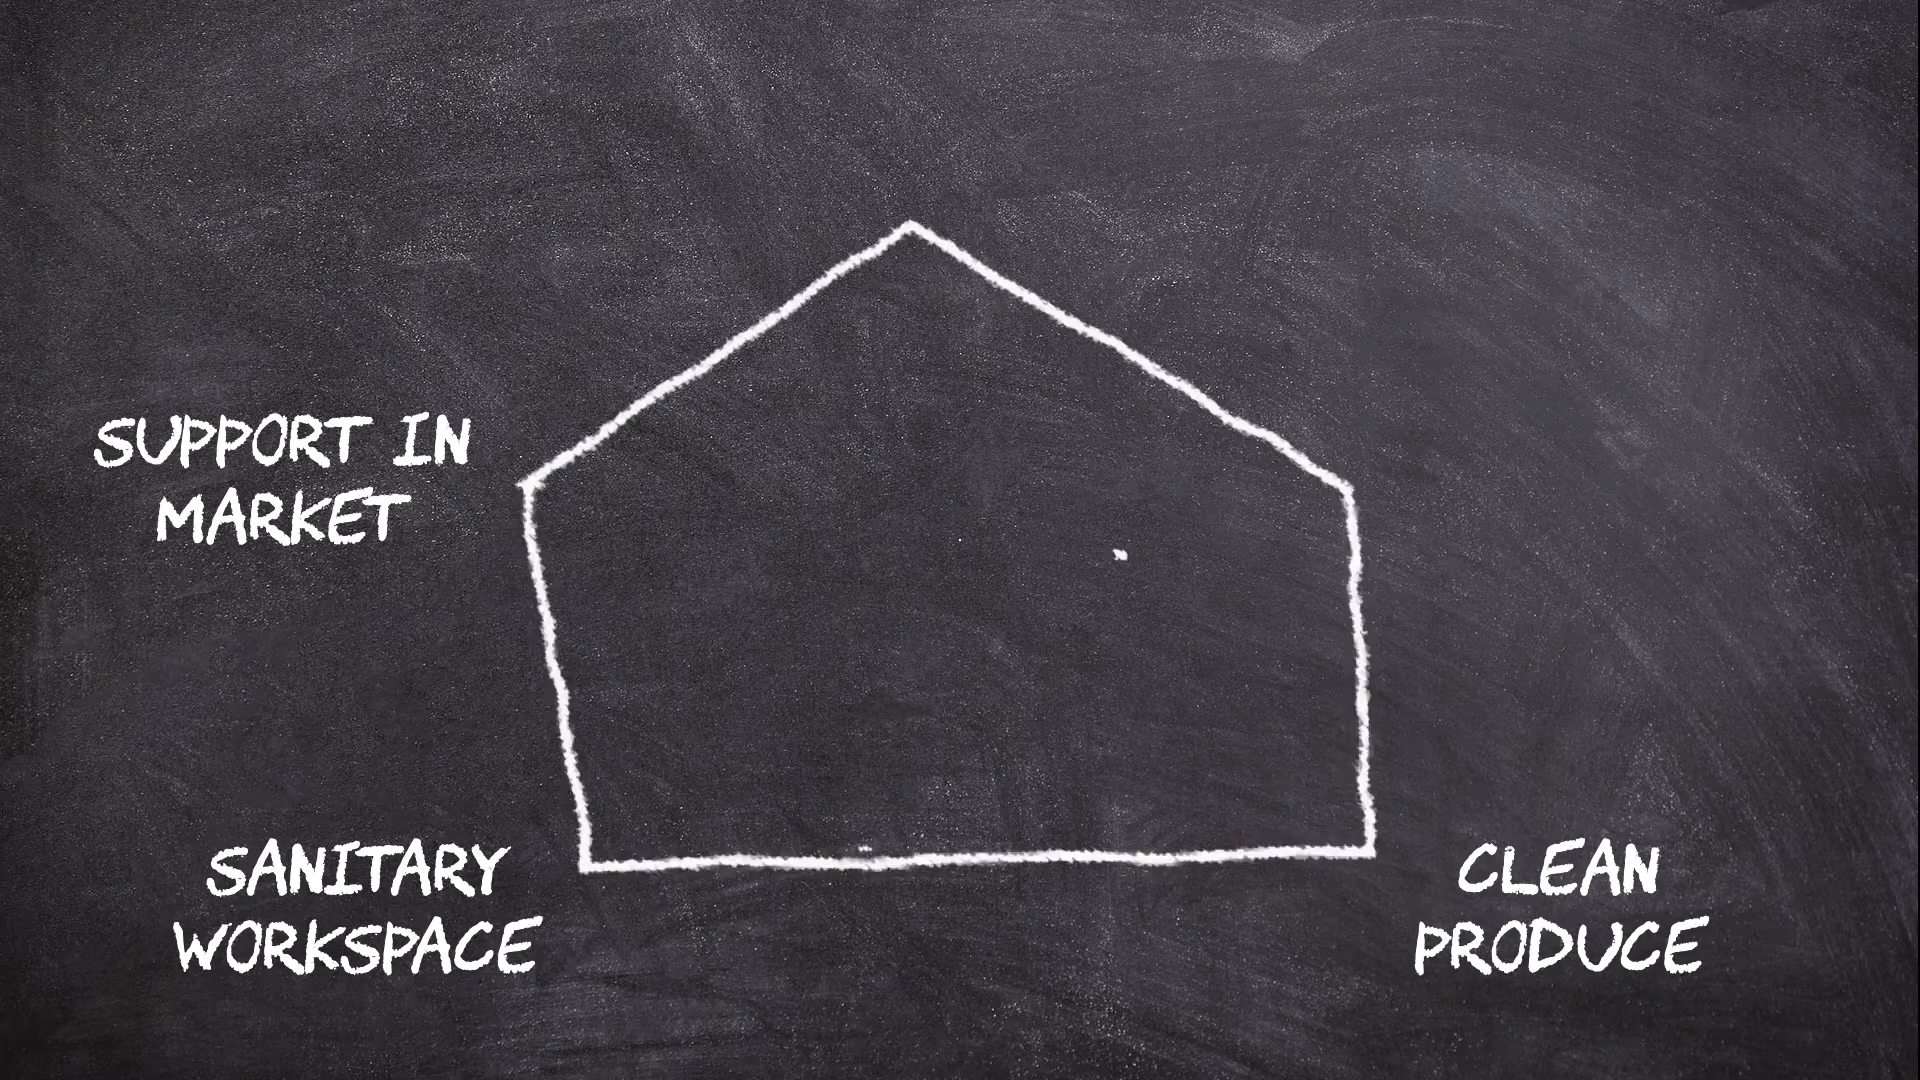 SUPPORT IN
MARKET
SANITARY
WORKSPACE
CLEAN
PRODUCE